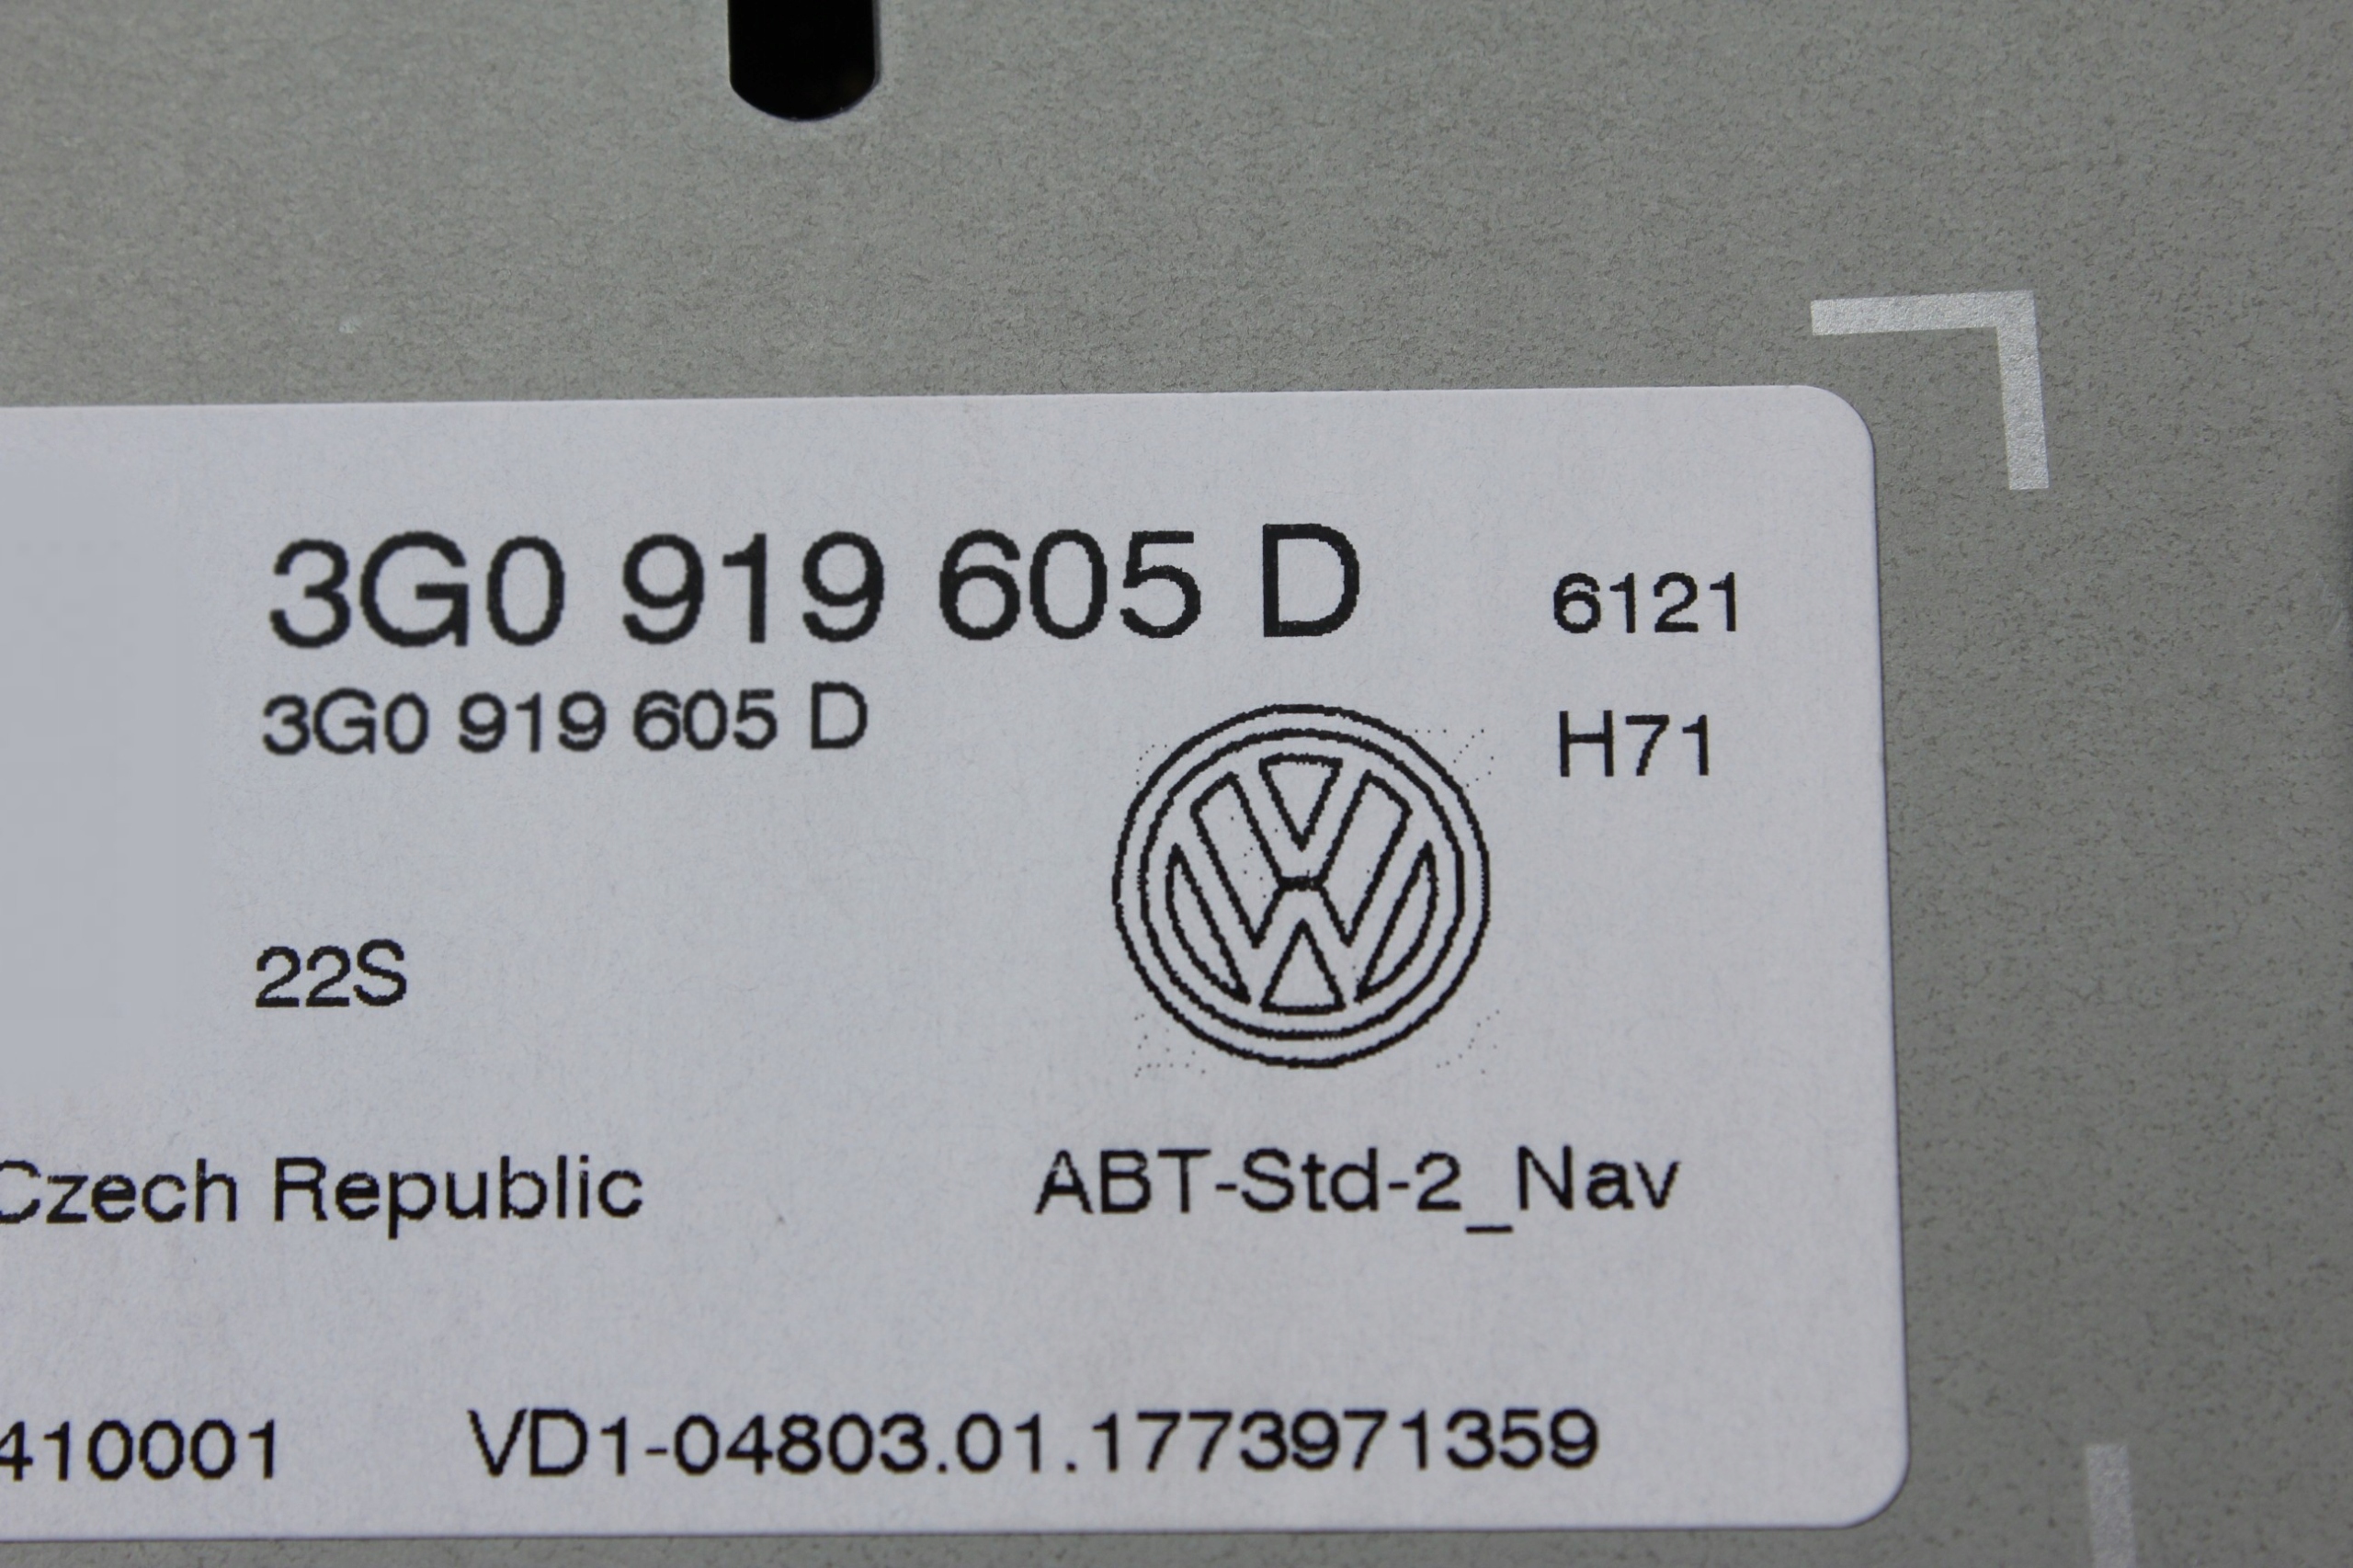 3G0 919 605 D 6121
3G0 919 605 D H71
22S
Czech Republic ABT-Std-2_Nav
410001 VD1-04803.01.1773971359